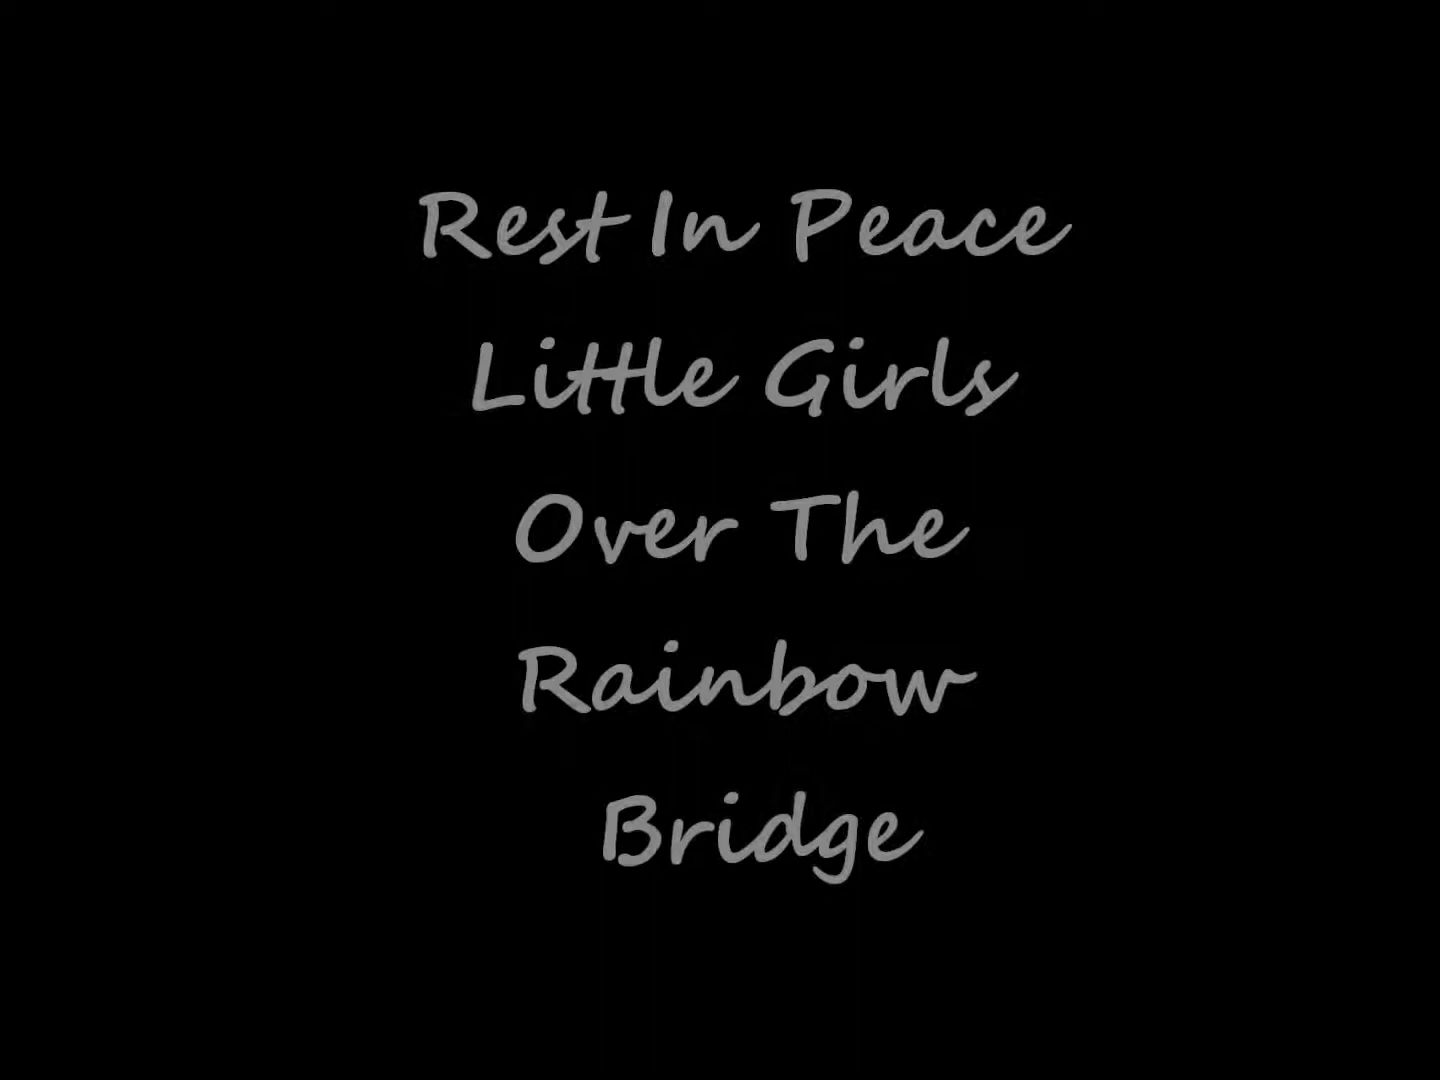 Rest In Peace
Little Girls
Over The
Rainbow
Bridge